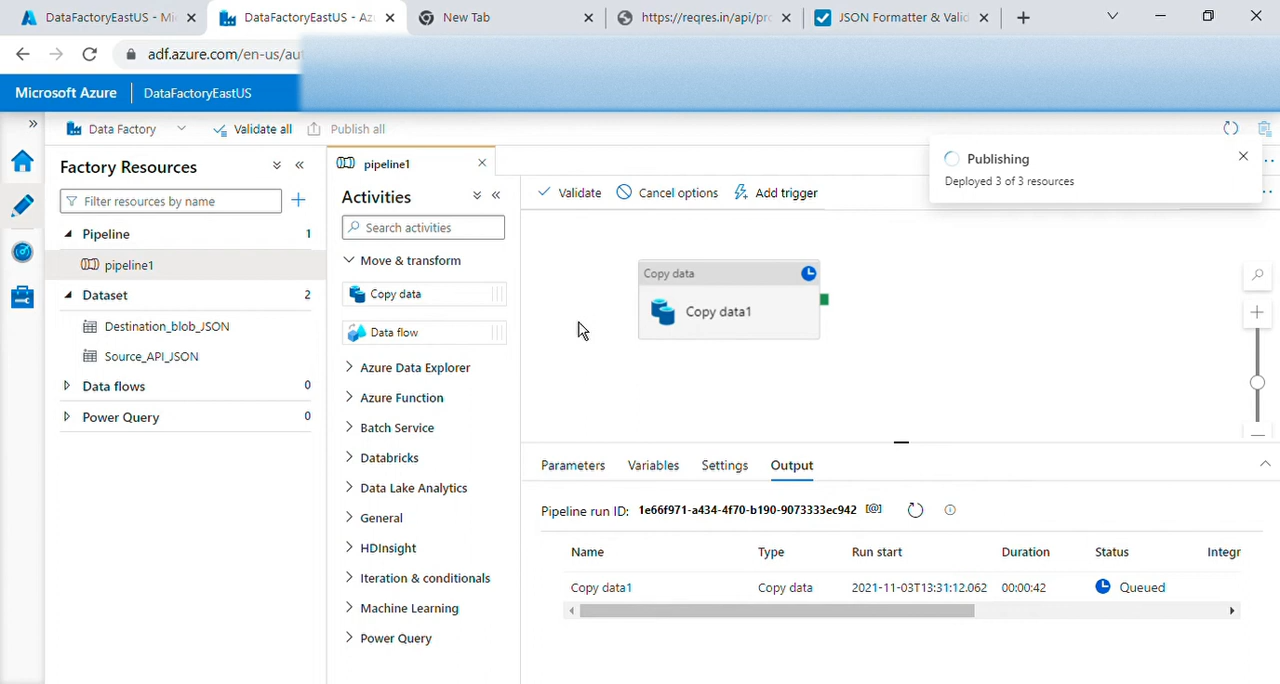 DataFactoryEastUS - Mi
DataFactoryEastUS - Az
New Tab
https://reqres.in/api/pro
JSON Formatter & Valid
adf.azure.com/en-us/aut
Microsoft Azure
DataFactoryEastUS
Data Factory
Validate all
Publish all
Factory Resources
Filter resources by name
Pipeline 1
pipeline1
Dataset 2
Destination_blob_JSON
Source_API_JSON
Data flows 0
Power Query 0
pipeline1
Activities
Search activities
Move & transform
Copy data
Data flow
Azure Data Explorer
Azure Function
Batch Service
Databricks
Data Lake Analytics
General
HDInsight
Iteration & conditionals
Machine Learning
Power Query
Validate
Cancel options
Add trigger
Publishing
Deployed 3 of 3 resources
Copy data
Copy data1
Parameters
Variables
Settings
Output
Pipeline run ID: 1e66f971-a434-4f70-b190-9073333ec942
Name Type Run start Duration Status Integr
Copy data1 Copy data 2021-11-03T13:31:12.062 00:00:42 Queued